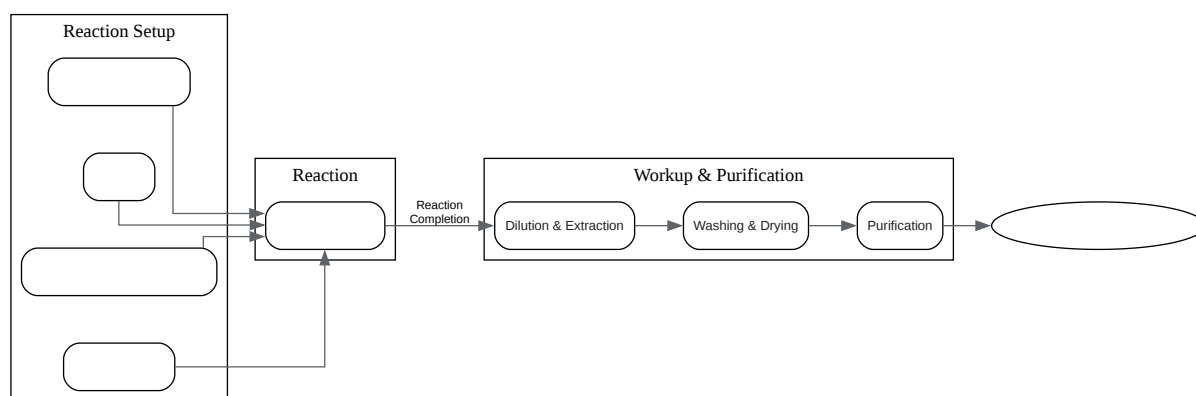 Reaction Setup
Reaction
Reaction
Completion
Workup & Purification
Dilution & Extraction
Washing & Drying
Purification